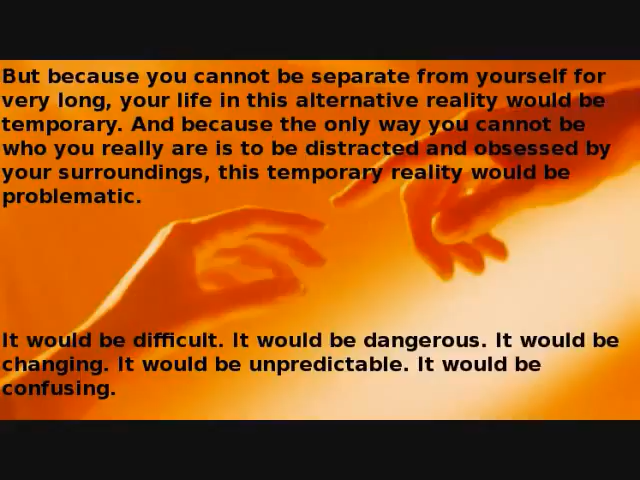 But because you cannot be separate from yourself for
very long, your life in this alternative reality would be
temporary. And because the only way you cannot be
who you really are is to be distracted and obsessed by
your surroundings, this temporary reality would be
problematic.
It would be difficult. It would be dangerous. It would be
changing. It would be unpredictable. It would be
confusing.